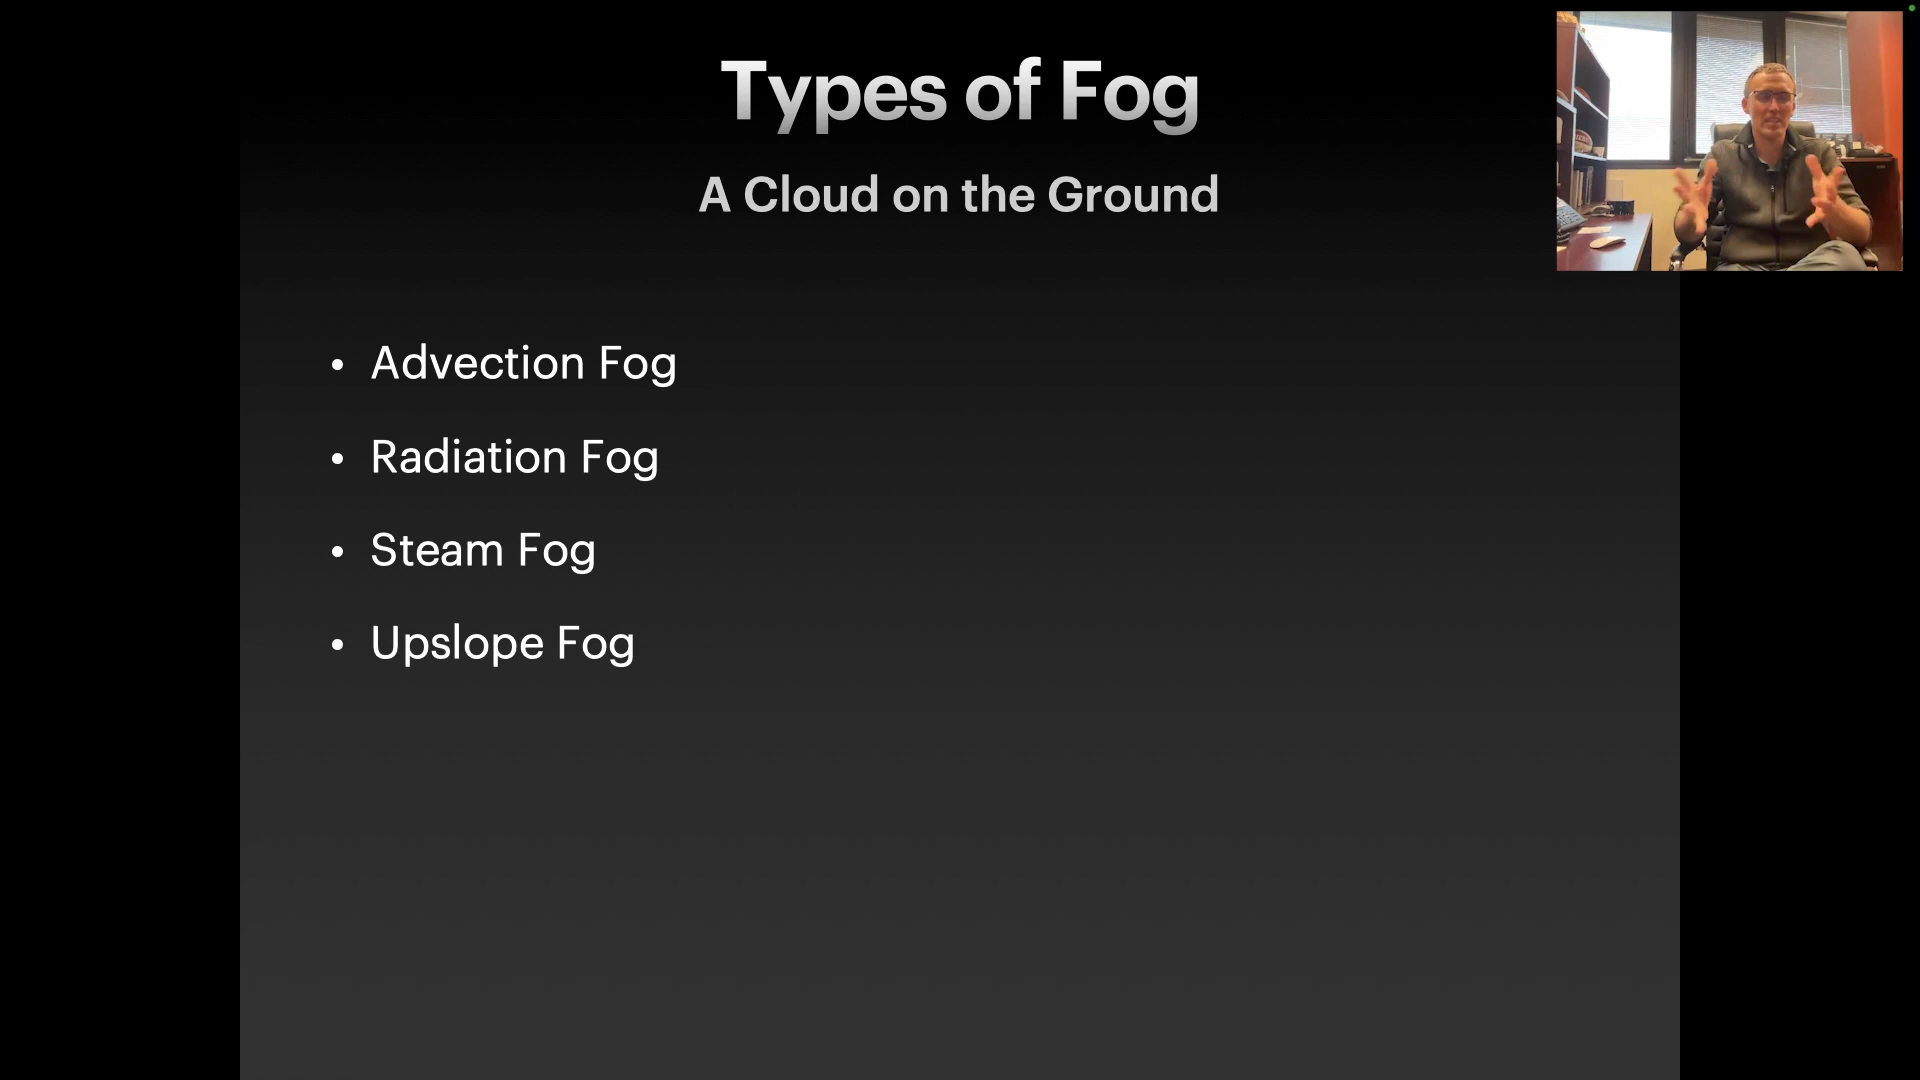 Types of Fog
A Cloud on the Ground
• Advection Fog
• Radiation Fog
• Steam Fog
• Upslope Fog